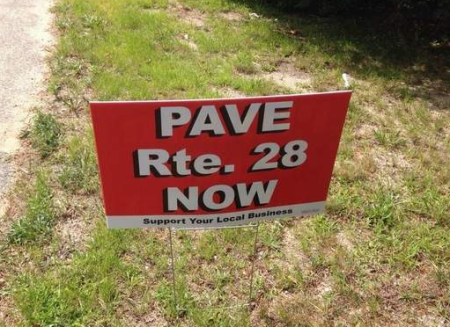 PAVE
Rte. 28
NOW
Support Your Local Business